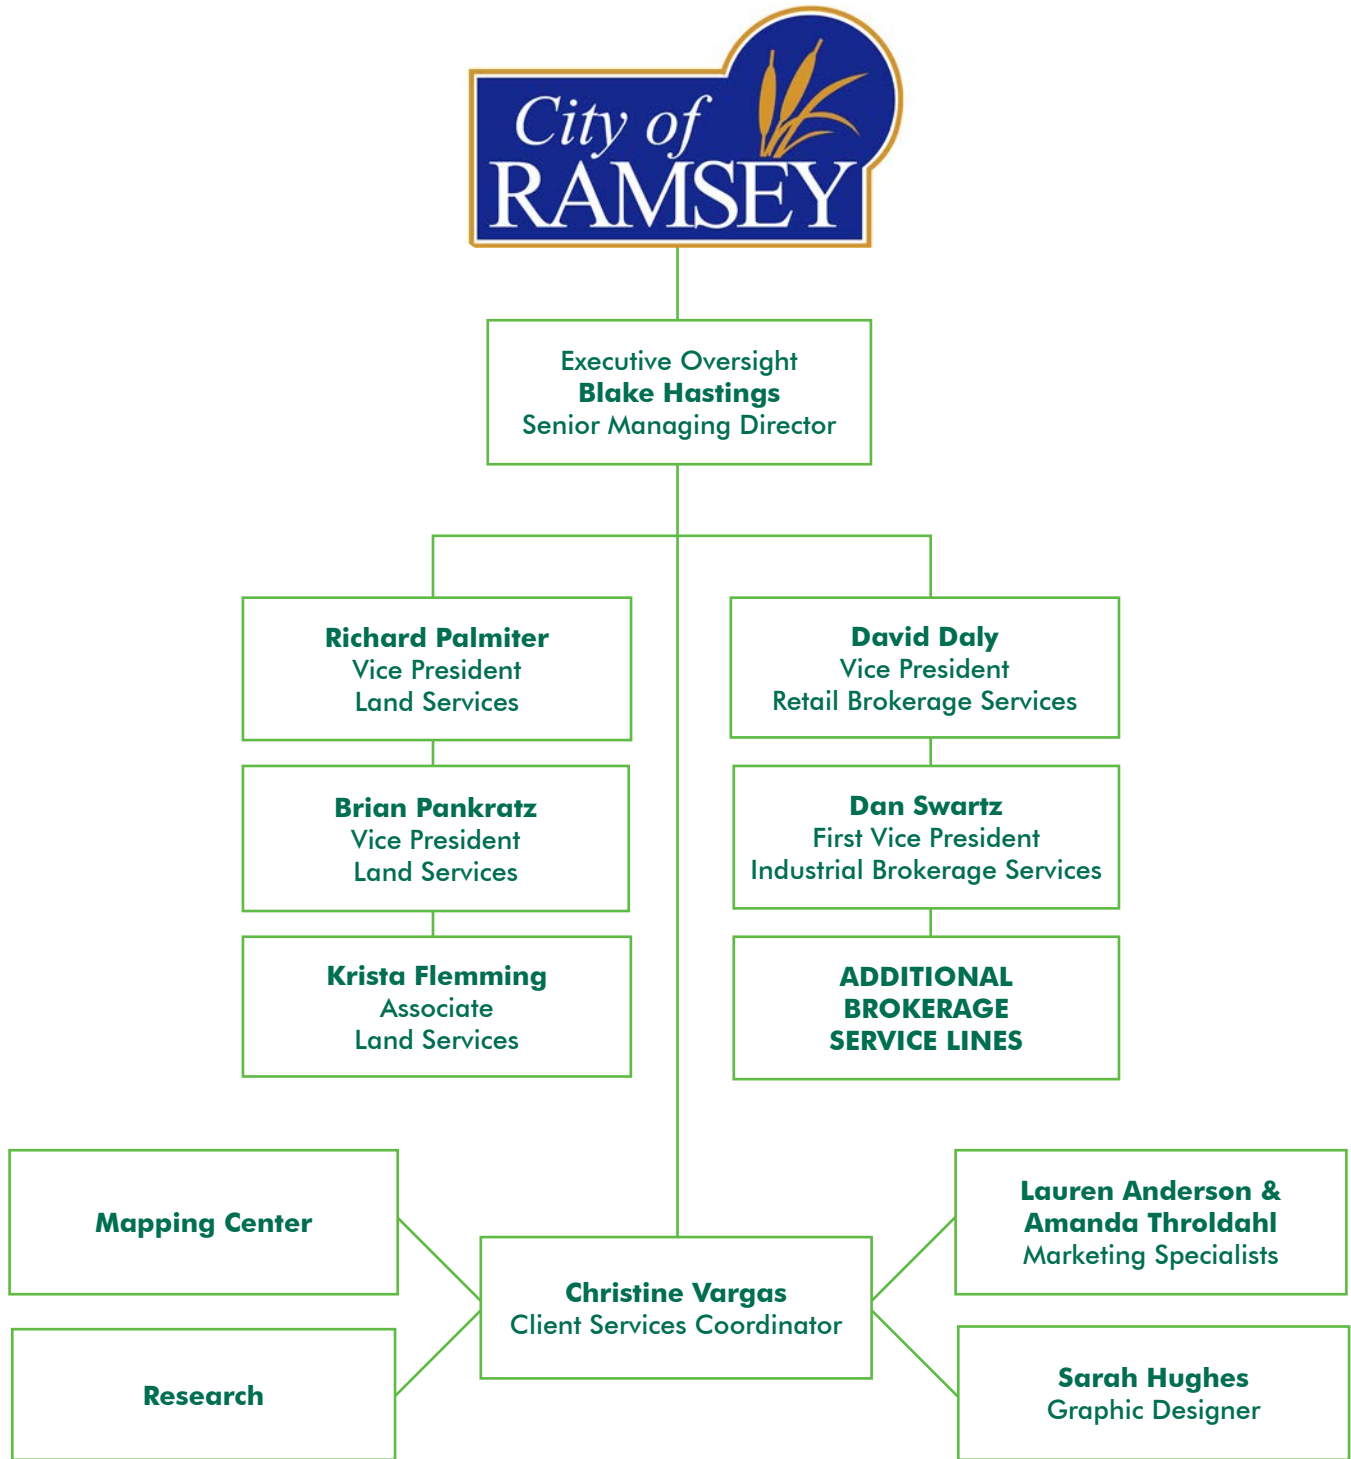 City of
RAMSEY
Executive Oversight
Blake Hastings
Senior Managing Director
Richard Palmiter
Vice President
Land Services
David Daly
Vice President
Retail Brokerage Services
Brian Pankratz
Vice President
Land Services
Dan Swartz
First Vice President
Industrial Brokerage Services
Krista Flemming
Associate
Land Services
ADDITIONAL
BROKERAGE
SERVICE LINES
Mapping Center
Lauren Anderson &
Amanda Throldahl
Marketing Specialists
Christine Vargas
Client Services Coordinator
Research
Sarah Hughes
Graphic Designer